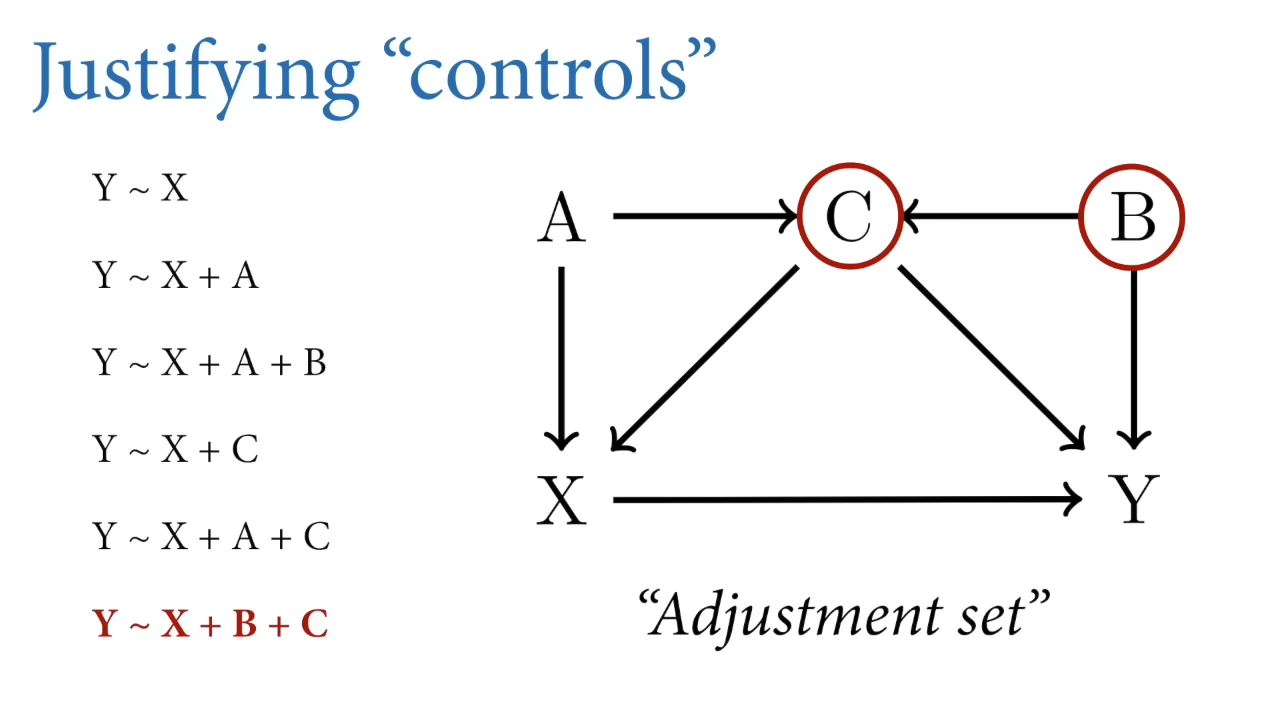 Justifying “controls”
Y ~ X
Y ~ X + A
Y ~ X + A + B
Y ~ X + C
Y ~ X + A + C
Y ~ X + B + C
A
C
B
X
Y
“Adjustment set”